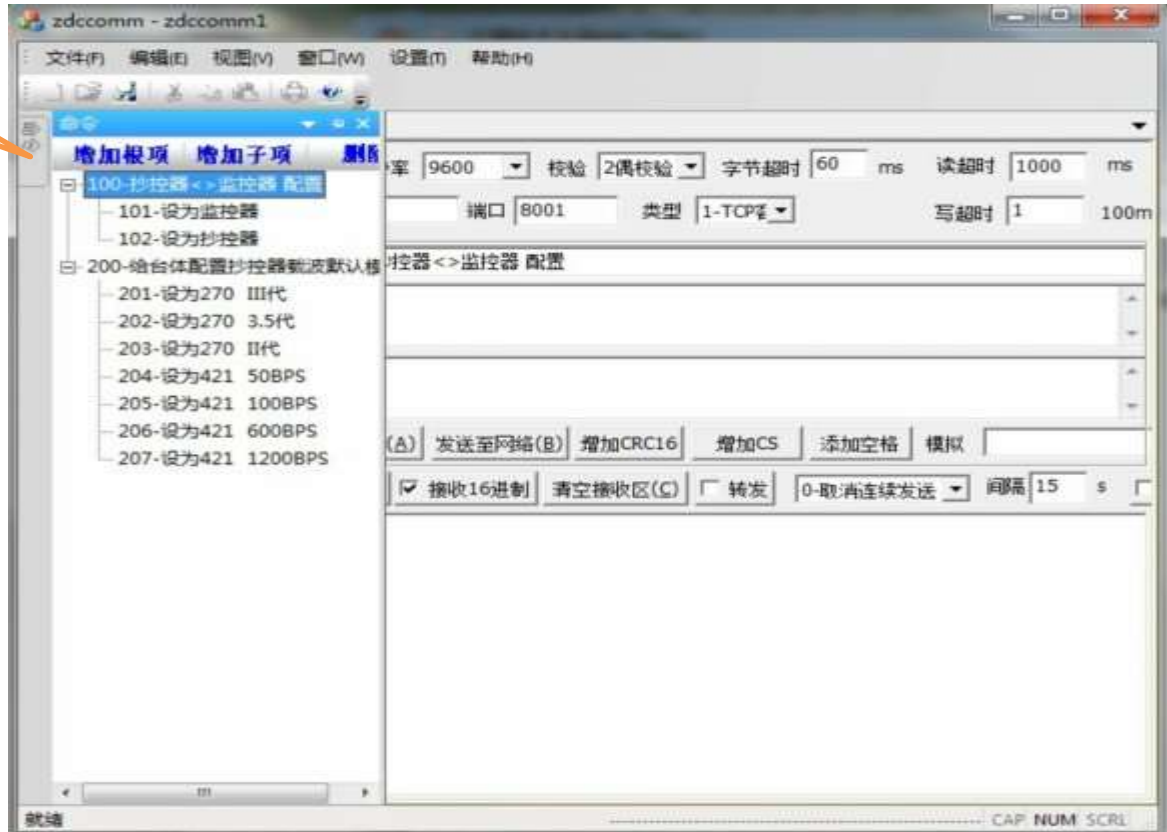 zdccomm - zdccomm1
文件(F) 编辑(E) 视图(V) 窗口(W) 设置(T) 帮助(H)
命令
增加根项 增加子项
率 9600 校验 2偶校验 字节超时 60 ms 读超时 1000 ms
100-抄控器<>监控器 配置
101-设为监控器
端口 8001 类型 1-TCP 写超时 1 100m
102-设为抄控器
200-给台体配置抄控器载波默认
控器<>监控器 配置
201-设为270 III代
202-设为270 3.5代
203-设为270 II代
204-设为421 50BPS
205-设为421 100BPS
206-设为421 600BPS
(A) 发送至网络(B) 增加CRC16 增加CS 添加空格 模拟
207-设为421 1200BPS
接收16进制 清空接收区(C) 转发 0-取消连续发送 间隔 15 s
就绪 CAP NUM SCRL